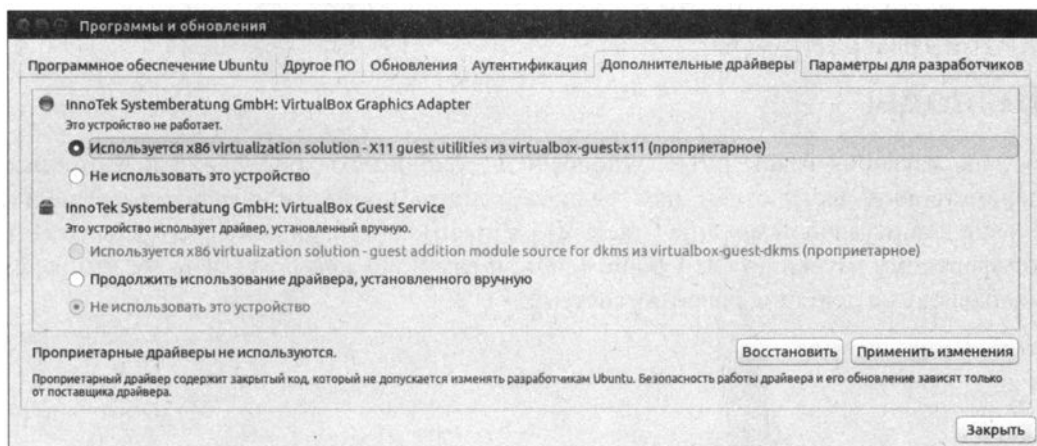 Программы и обновления
Программное обеспечение Ubuntu Другое ПО Обновления Аутентификация Дополнительные драйверы Параметры для разработчиков
InnoTek Systemberatung GmbH: VirtualBox Graphics Adapter
Это устройство не работает.
Используется x86 virtualization solution - X11 guest utilities из virtualbox-guest-x11 (проприетарное)
Не использовать это устройство
InnoTek Systemberatung GmbH: VirtualBox Guest Service
Это устройство использует драйвер, установленный вручную.
Используется x86 virtualization solution - guest addition module source for dkms из virtualbox-guest-dkms (проприетарное)
Продолжить использование драйвера, установленного вручную
Не использовать это устройство
Проприетарные драйверы не используются.
Восстановить Применить изменения
Проприетарный драйвер содержит закрытый код, который не допускается изменять разработчикам Ubuntu. Безопасность работы драйвера и его обновление зависят только
от поставщика драйвера.
Закрыть